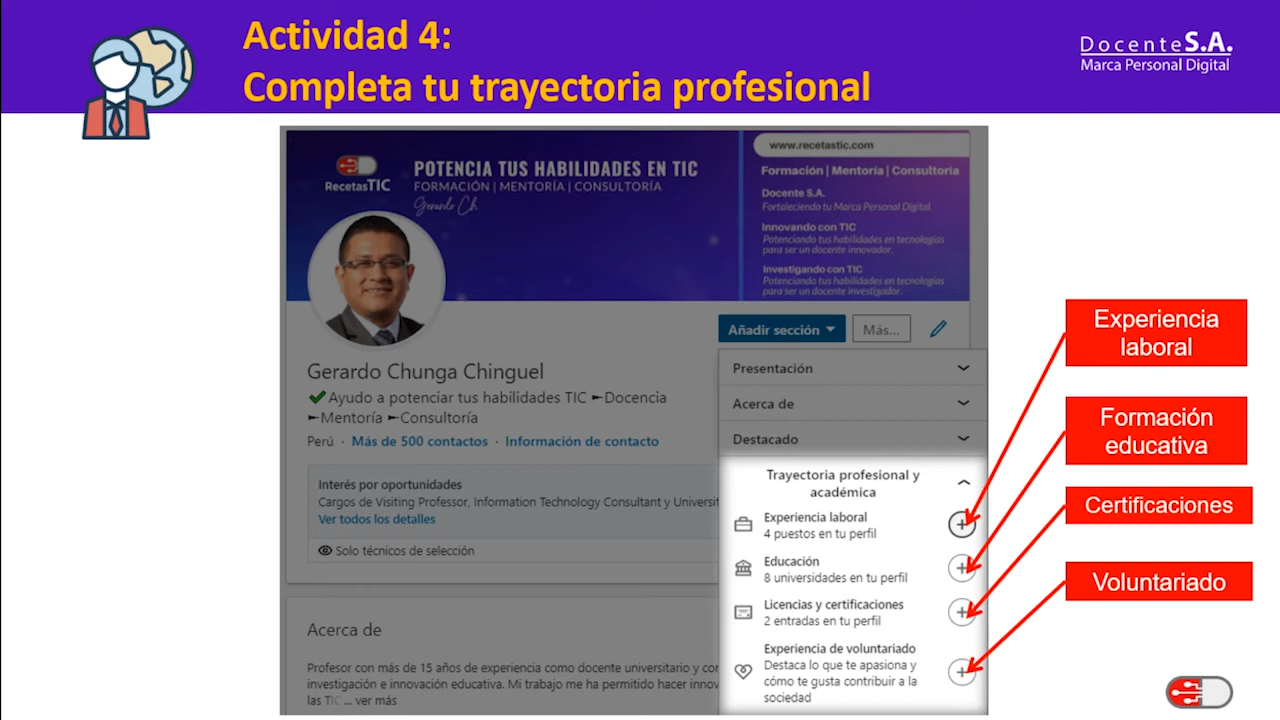 Actividad 4:
Completa tu trayectoria profesional
DocenteS.A.
Marca Personal Digital
RecetasTIC
POTENCIA TUS HABILIDADES EN TIC
FORMACIÓN | MENTORÍA | CONSULTORÍA
Gerardo Ch
www.recetastic.com
Formación | Mentoría | Consultoría
Docente S.A.
Fortaleciendo tu Marca Personal Digital.
Innovando con TIC
Potenciando tus habilidades en tecnologías
para ser un docente innovador.
Investigando con TIC
Potenciando tus habilidades en tecnologías
para ser un docente investigador.
Añadir sección
Más...
Gerardo Chunga Chinguel
Ayudo a potenciar tus habilidades TIC ►Docencia
►Mentoría ►Consultoría
Perú · Más de 500 contactos · Información de contacto
Interés por oportunidades
Cargos de Visiting Professor, Information Technology Consultant y Universit
Ver todos los detalles
Solo técnicos de selección
Acerca de
Profesor con más de 15 años de experiencia como docente universitario y con
investigación e innovación educativa. Mi trabajo me ha permitido hacer innov
las TIC ... ver más
Presentación
Acerca de
Destacado
Trayectoria profesional y
académica
Experiencia laboral
4 puestos en tu perfil
Educación
8 universidades en tu perfil
Licencias y certificaciones
2 entradas en tu perfil
Experiencia de voluntariado
Destaca lo que te apasiona y
cómo te gusta contribuir a la
sociedad
Experiencia
laboral
Formación
educativa
Certificaciones
Voluntariado